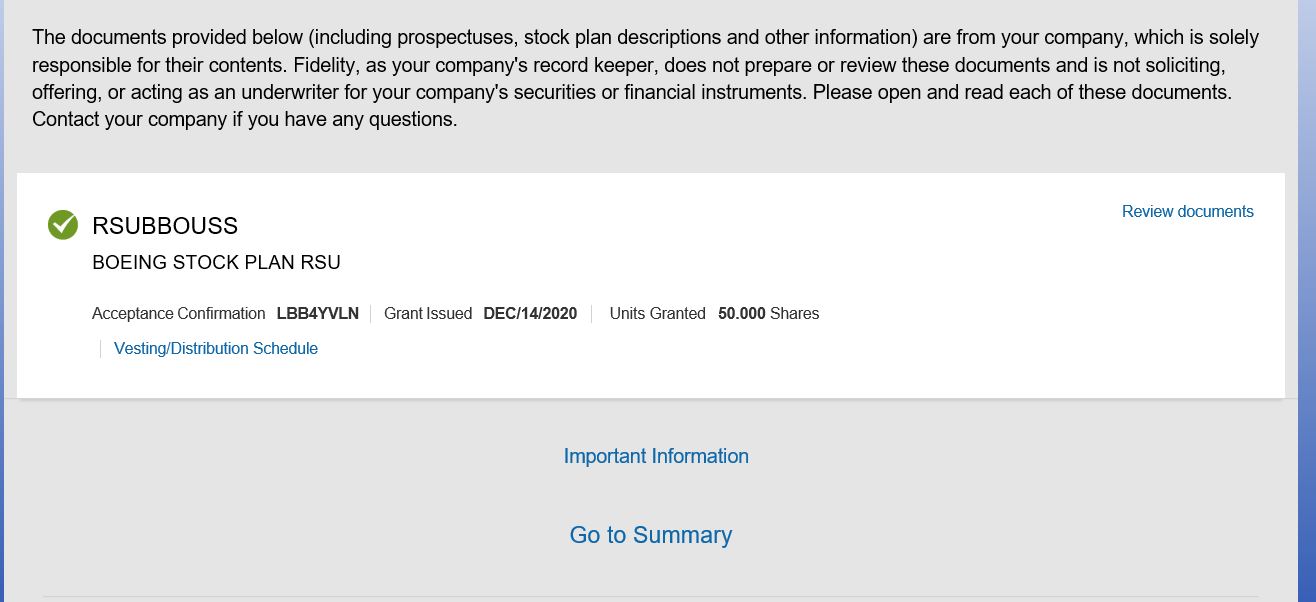 The documents provided below (including prospectuses, stock plan descriptions and other information) are from your company, which is solely
responsible for their contents. Fidelity, as your company's record keeper, does not prepare or review these documents and is not soliciting,
offering, or acting as an underwriter for your company's securities or financial instruments. Please open and read each of these documents.
Contact your company if you have any questions.
Review documents
RSUBBOUSS
BOEING STOCK PLAN RSU
Acceptance Confirmation LBB4YVLN Grant Issued DEC/14/2020 Units Granted 50.000 Shares
Vesting/Distribution Schedule
Important Information
Go to Summary